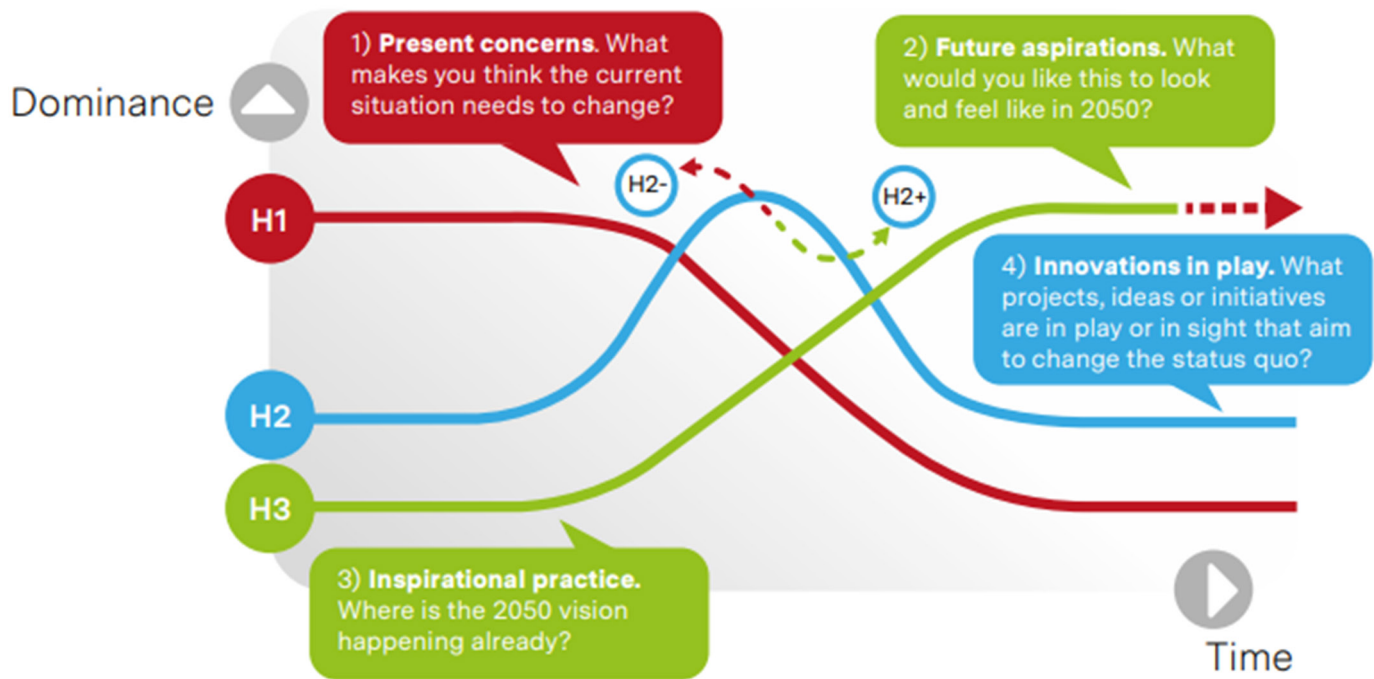 1) Present concerns. What
makes you think the current
situation needs to change?
2) Future aspirations. What
would you like this to look
and feel like in 2050?
Dominance
H2-
H2+
H1
4) Innovations in play. What
projects, ideas or initiatives
are in play or in sight that aim
to change the status quo?
H2
H3
3) Inspirational practice.
Where is the 2050 vision
happening already?
Time